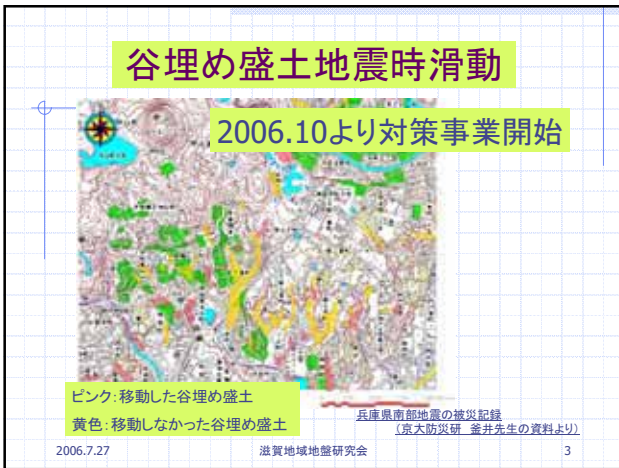 谷埋め盛土地震時滑動
2006.10より対策事業開始
ピンク:移動した谷埋め盛土
黄色:移動しなかった谷埋め盛土
兵庫県南部地震の被災記録
(京大防災研 釜井先生の資料より)
2006.7.27
滋賀地域地盤研究会
3